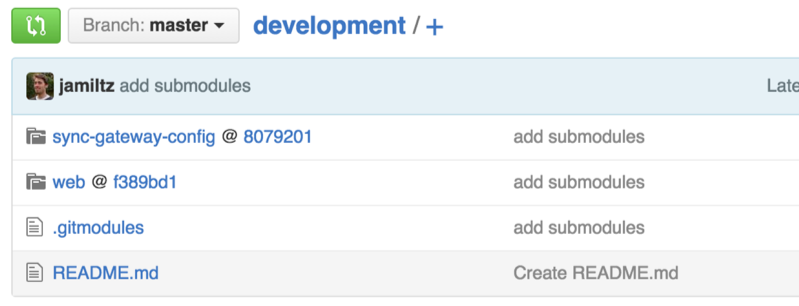 Branch: master development / +
jamiltz add submodules Late
sync-gateway-config @ 8079201 add submodules
web @ f389bd1 add submodules
.gitmodules add submodules
README.md Create README.md